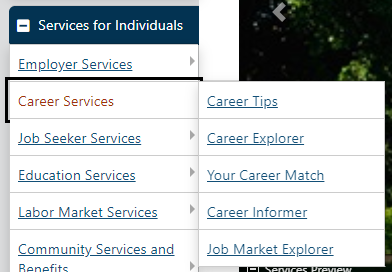 Services for Individuals
Employer Services
Career Services
Job Seeker Services
Education Services
Labor Market Services
Community Services and
Benefits
Career Tips
Career Explorer
Your Career Match
Career Informer
Job Market Explorer
Services Preview